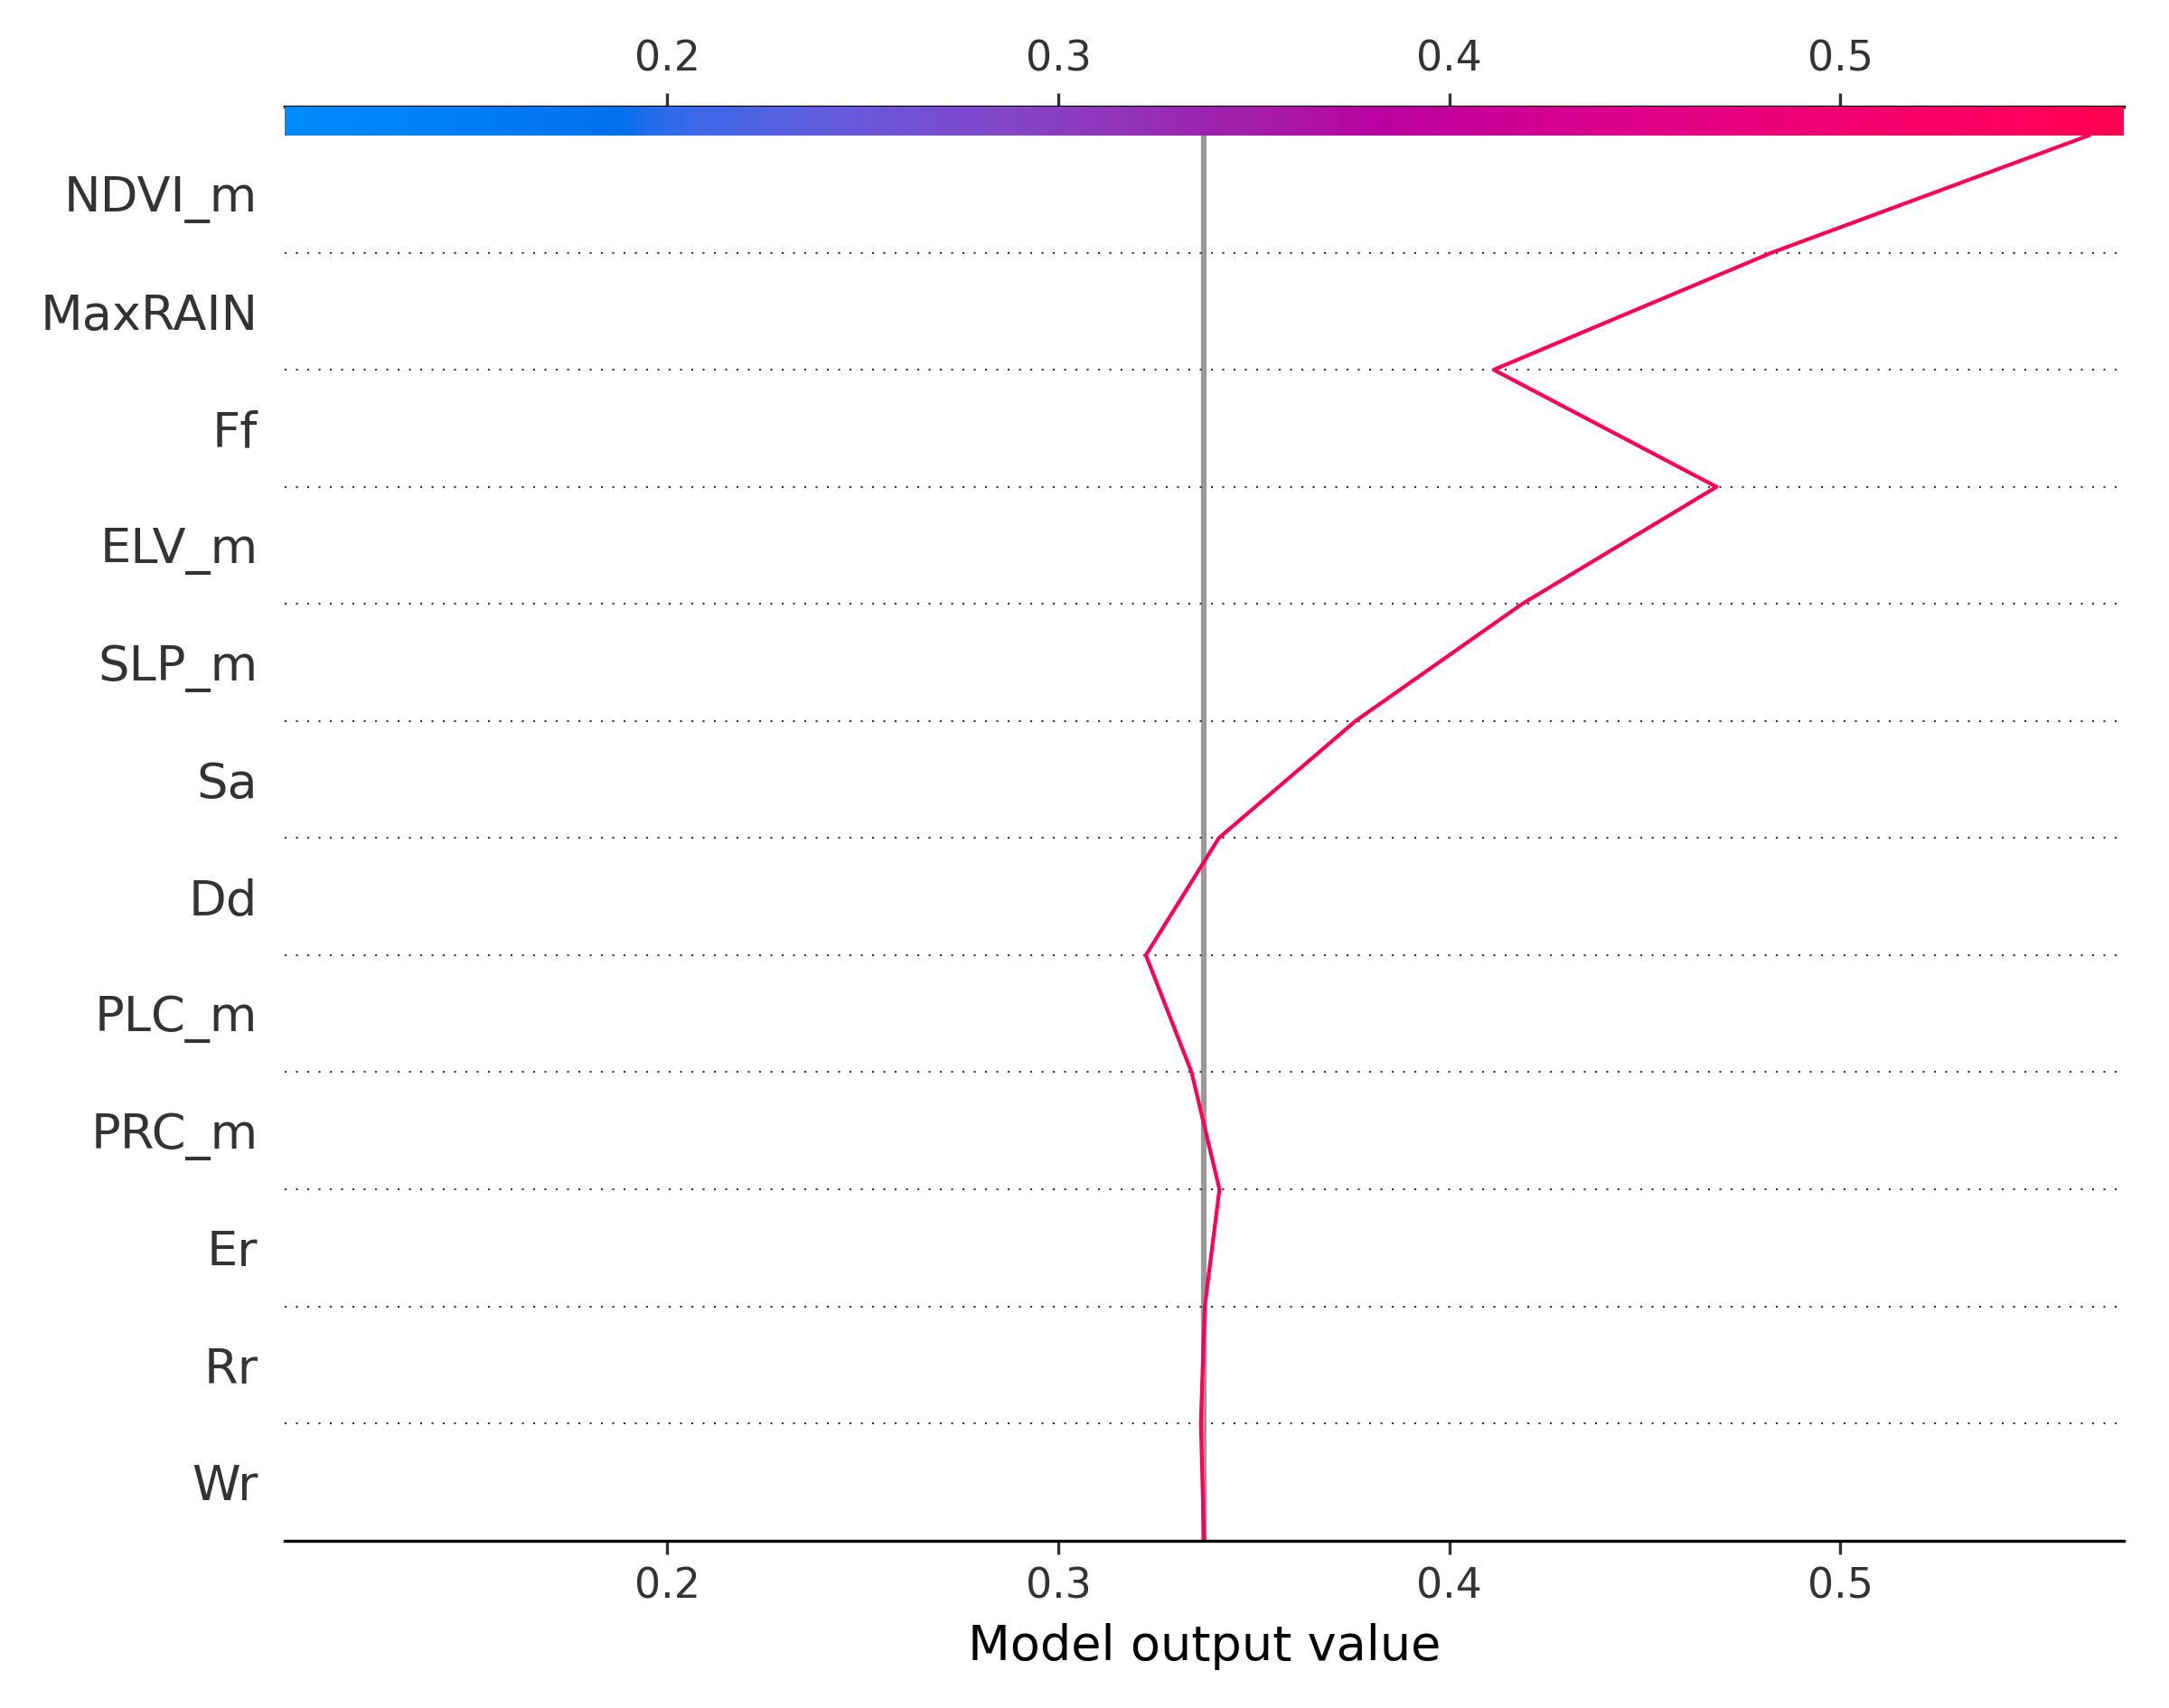 0.2 0.3 0.4 0.5
NDVI_m
MaxRAIN
Ff
ELV_m
SLP_m
Sa
Dd
PLC_m
PRC_m
Er
Rr
Wr
0.2 0.3 0.4 0.5
Model output value